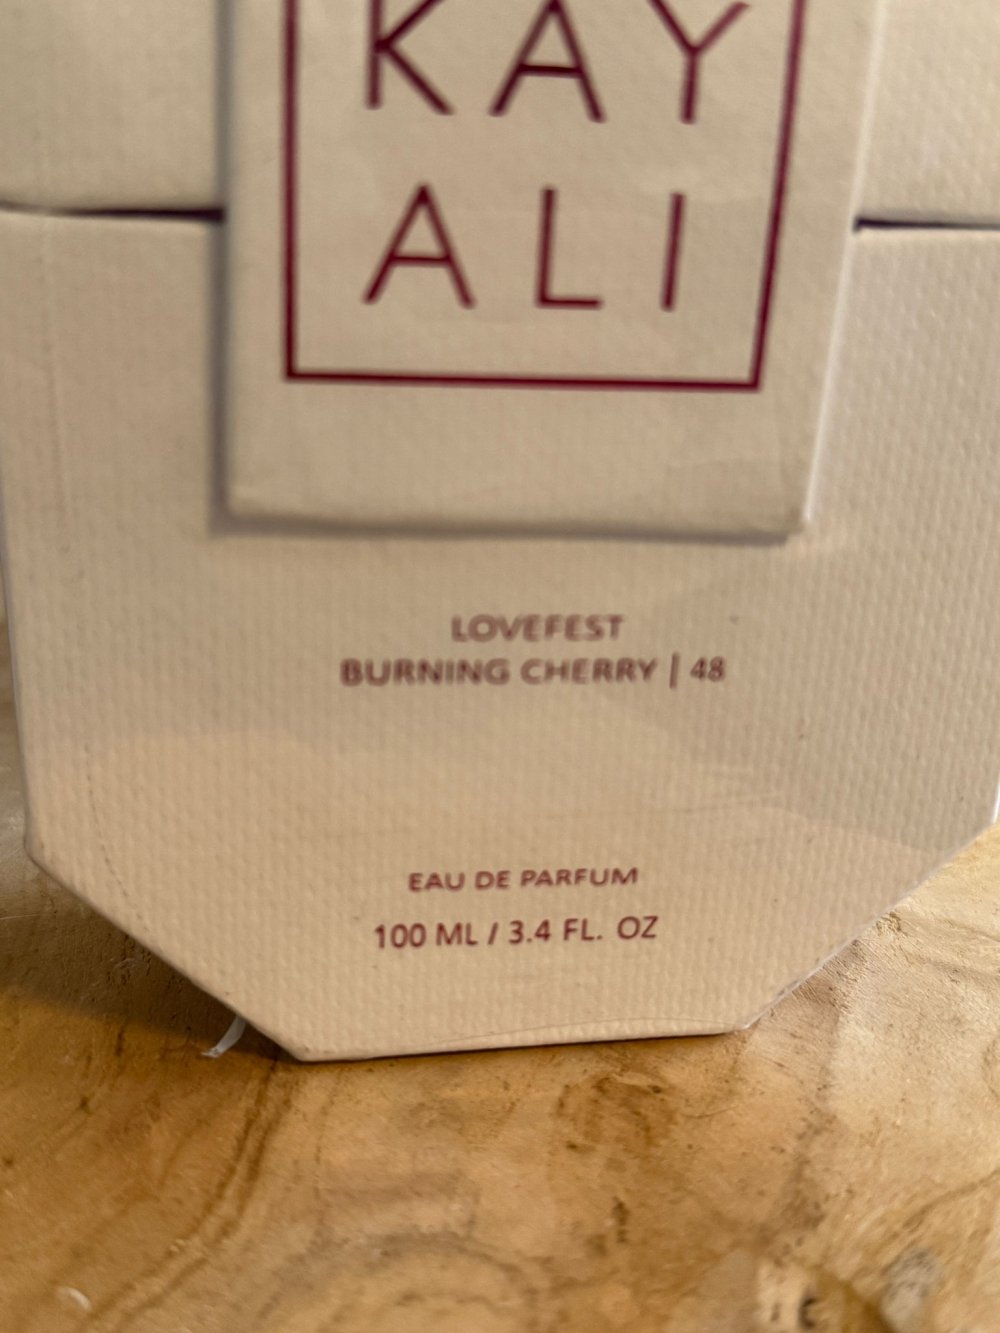 KAY
ALI
LOVEFEST
BURNING CHERRY | 48
EAU DE PARFUM
100 ML / 3.4 FL. OZ